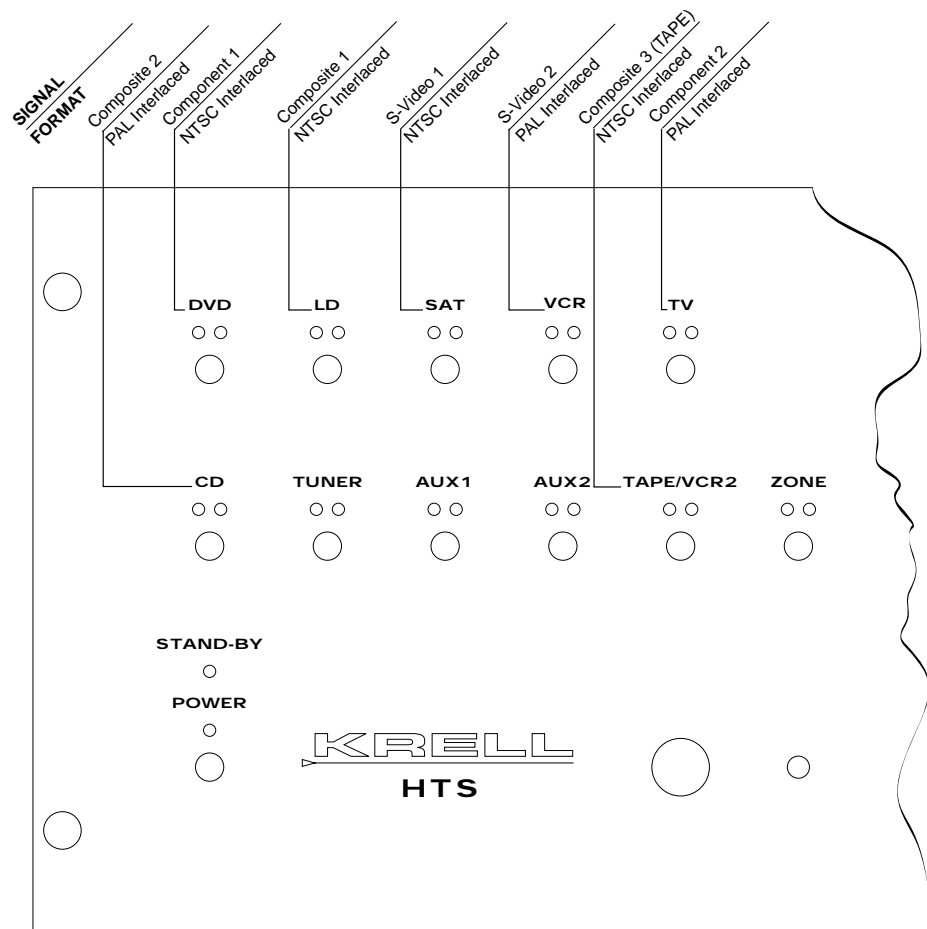 SIGNAL
FORMAT
Composite 2
PAL Interlaced
Component 1
NTSC Interlaced
Composite 1
NTSC Interlaced
S-Video 1
NTSC Interlaced
S-Video 2
PAL Interlaced
Composite 3 (TAPE)
NTSC Interlaced
Component 2
PAL Interlaced
DVD LD SAT VCR TV
CD TUNER AUX1 AUX2 TAPE/VCR2 ZONE
STAND-BY
POWER
KRELL
HTS